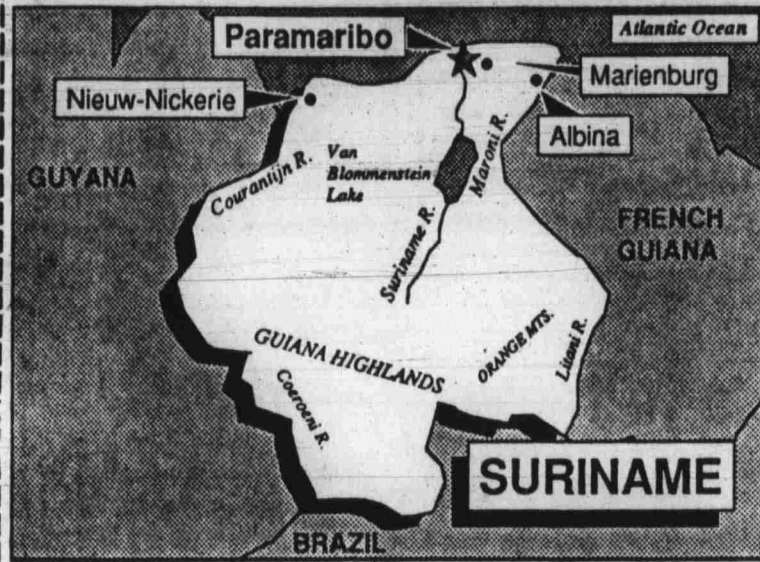 Atlantic Ocean
Paramaribo
Marienburg
Nieuw-Nickerie
Albina
GUYANA
Courantijn R.
Van
Blommenstein
Lake
Maroni R.
Suriname R.
FRENCH
GUIANA
GUIANA HIGHLANDS
ORANGE MTS.
Litani R.
Coeroeni R.
SURINAME
BRAZIL